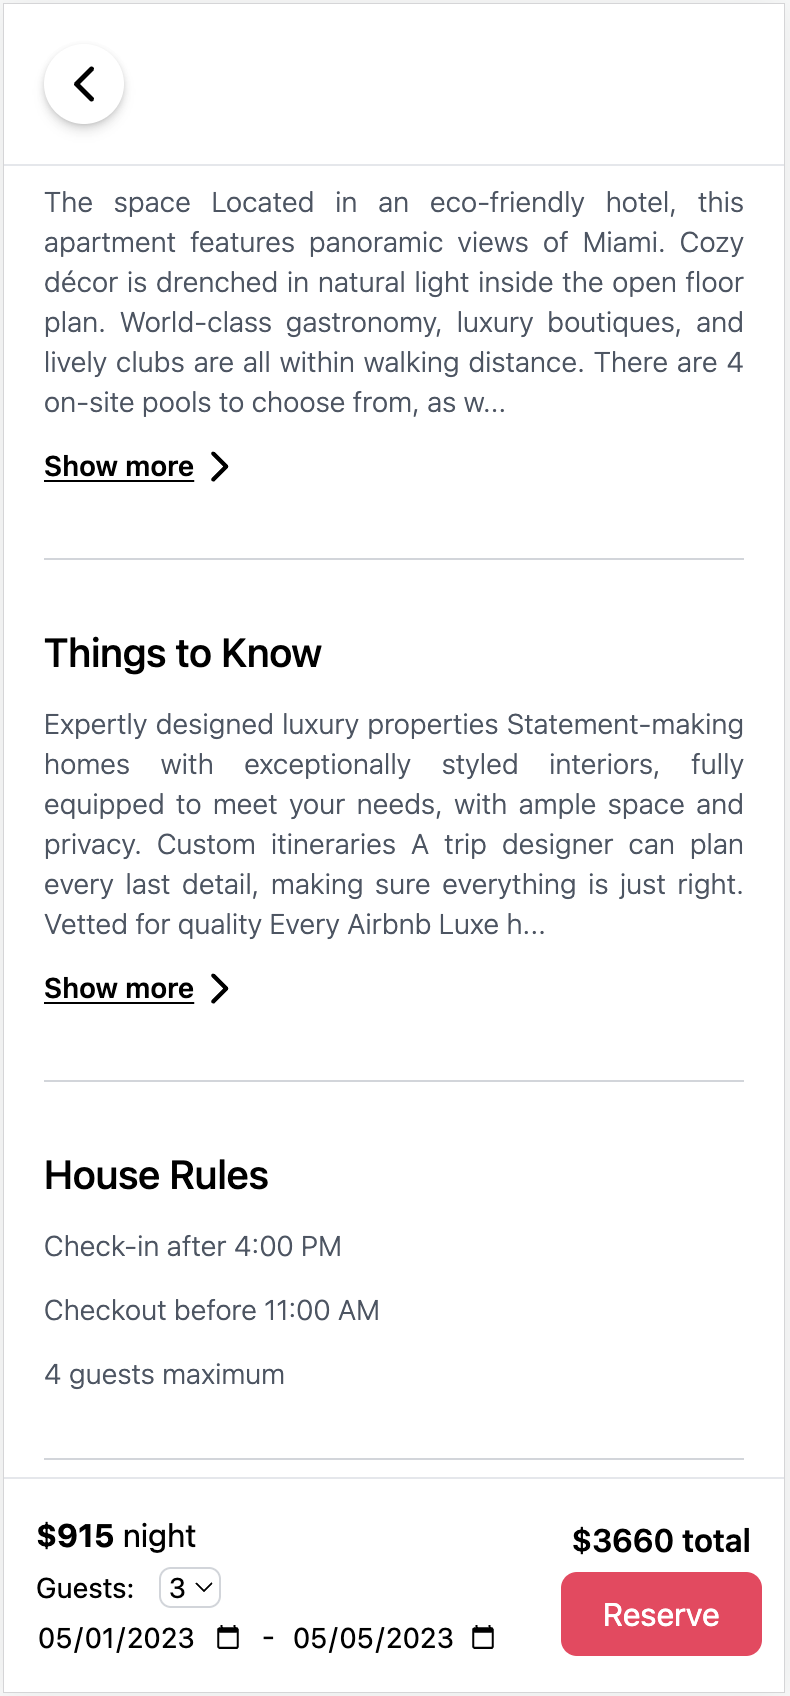 The space Located in an eco-friendly hotel, this
apartment features panoramic views of Miami. Cozy
décor is drenched in natural light inside the open floor
plan. World-class gastronomy, luxury boutiques, and
lively clubs are all within walking distance. There are 4
on-site pools to choose from, as w...
Show more
Things to Know
Expertly designed luxury properties Statement-making
homes with exceptionally styled interiors, fully
equipped to meet your needs, with ample space and
privacy. Custom itineraries A trip designer can plan
every last detail, making sure everything is just right.
Vetted for quality Every Airbnb Luxe h...
Show more
House Rules
Check-in after 4:00 PM
Checkout before 11:00 AM
4 guests maximum
$915 night
$3660 total
Guests: 3
Reserve
05/01/2023 - 05/05/2023